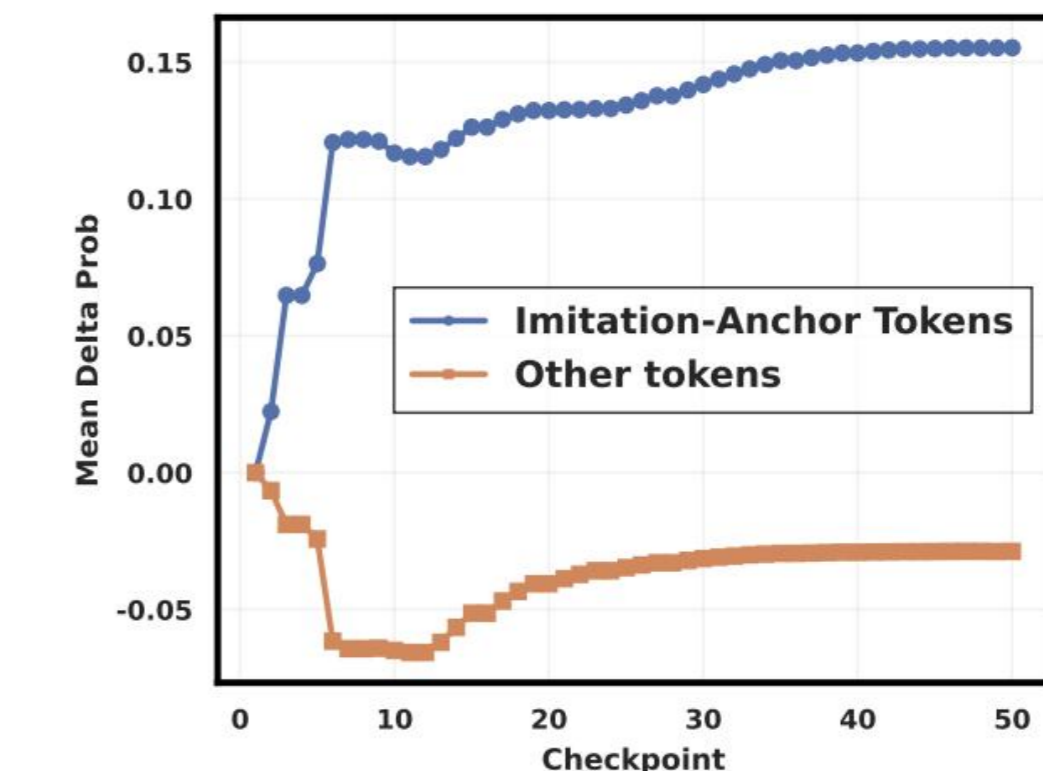 0.15
0.10
0.05
0.00
-0.05
Mean Delta Prob
Imitation-Anchor Tokens
Other tokens
0 10 20 30 40 50
Checkpoint